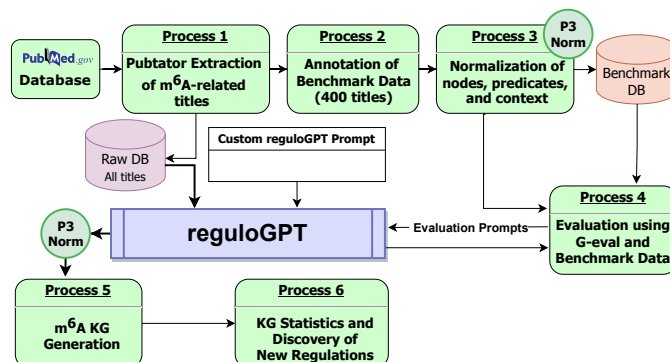 PubMed.gov
Database
Process 1
Pubtator Extraction
of m6A-related
titles
Process 2
Annotation of
Benchmark Data
(400 titles)
Process 3
Normalization of
nodes, predicates,
and context
P3
Norm
Benchmark
DB
Raw DB
All titles
Custom reguloGPT Prompt
reguloGPT
Evaluation Prompts
Process 4
Evaluation using
G-eval and
Benchmark Data
P3
Norm
Process 5
m6A KG
Generation
Process 6
KG Statistics and
Discovery of
New Regulations